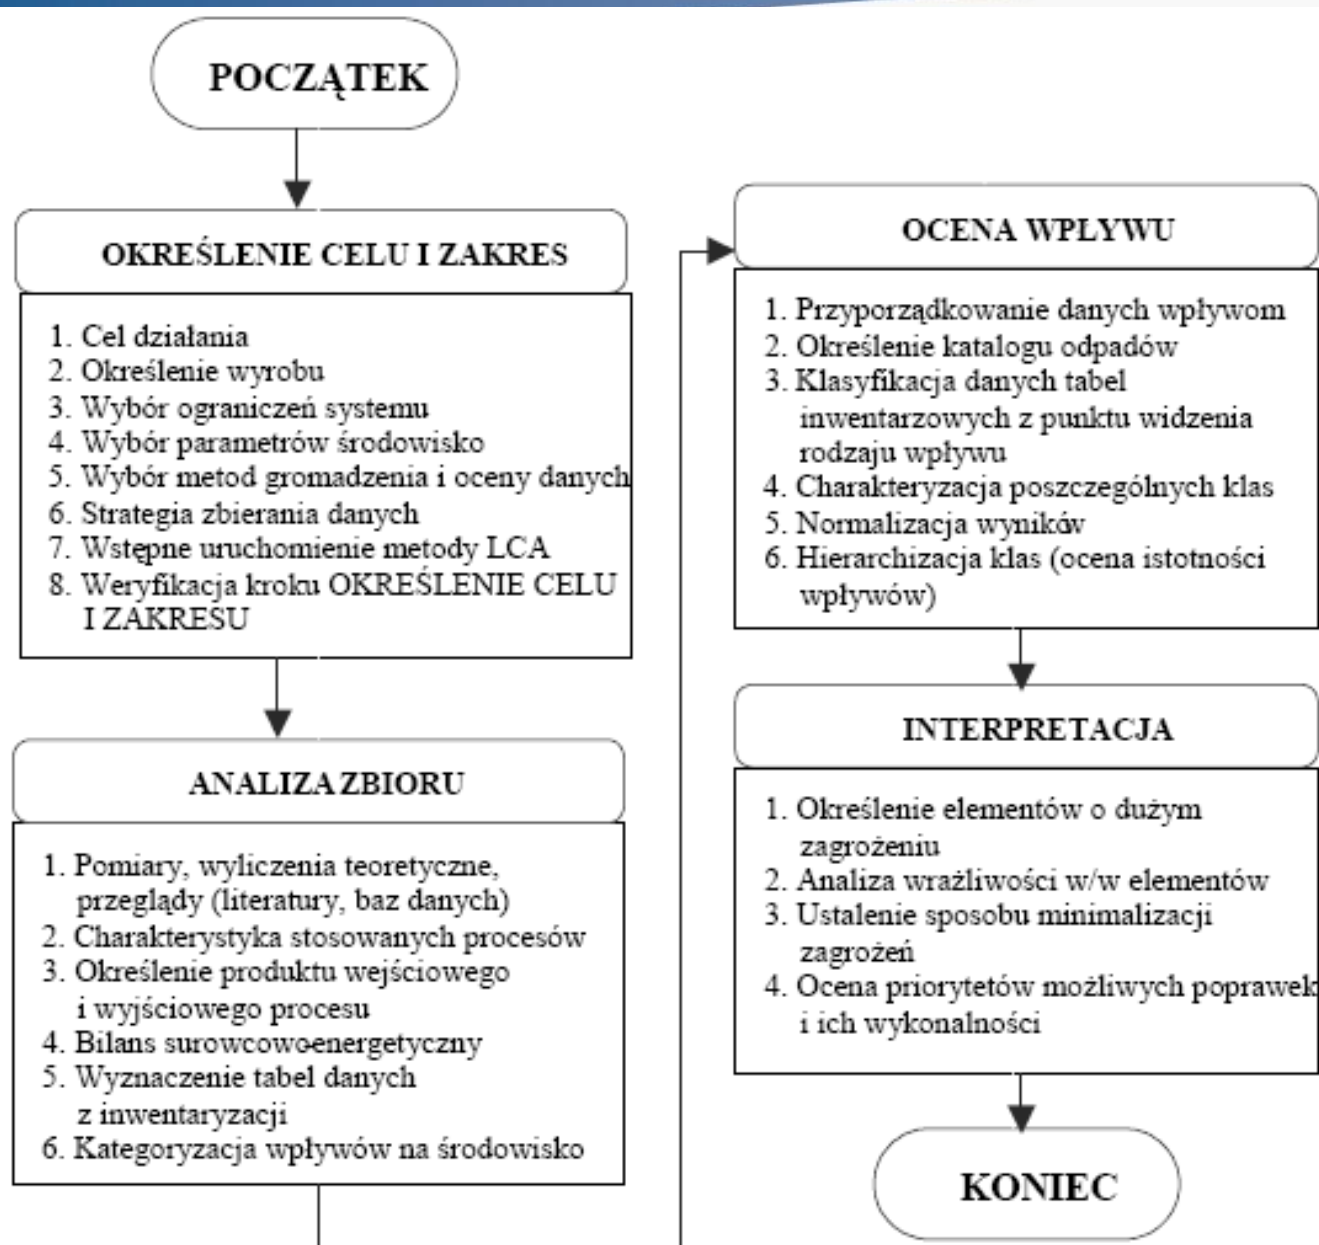 POCZĄTEK
OKREŚLENIE CELU I ZAKRES
1. Cel działania
2. Określenie wyrobu
3. Wybór ograniczeń systemu
4. Wybór parametrów środowisko
5. Wybór metod gromadzenia i oceny danych
6. Strategia zbierania danych
7. Wstępne uruchomienie metody LCA
8. Weryfikacja kroku OKREŚLENIE CELU
I ZAKRESU
ANALIZA ZBIORU
1. Pomiary, wyliczenia teoretyczne,
przeglądy (literatury, baz danych)
2. Charakterystyka stosowanych procesów
3. Określenie produktu wejściowego
i wyjściowego procesu
4. Bilans surowcowo-energetyczny
5. Wyznaczenie tabel danych
z inwentaryzacji
6. Kategoryzacja wpływów na środowisko
OCENA WPŁYWU
1. Przyporządkowanie danych wpływom
2. Określenie katalogu odpadów
3. Klasyfikacja danych tabel
inwentarzowych z punktu widzenia
rodzaju wpływu
4. Charakteryzacja poszczególnych klas
5. Normalizacja wyników
6. Hierarchizacja klas (ocena istotności
wpływów)
INTERPRETACJA
1. Określenie elementów o dużym
zagrożeniu
2. Analiza wrażliwości w/w elementów
3. Ustalenie sposobu minimalizacji
zagrożeń
4. Ocena priorytetów możliwych poprawek
i ich wykonalności
KONIEC